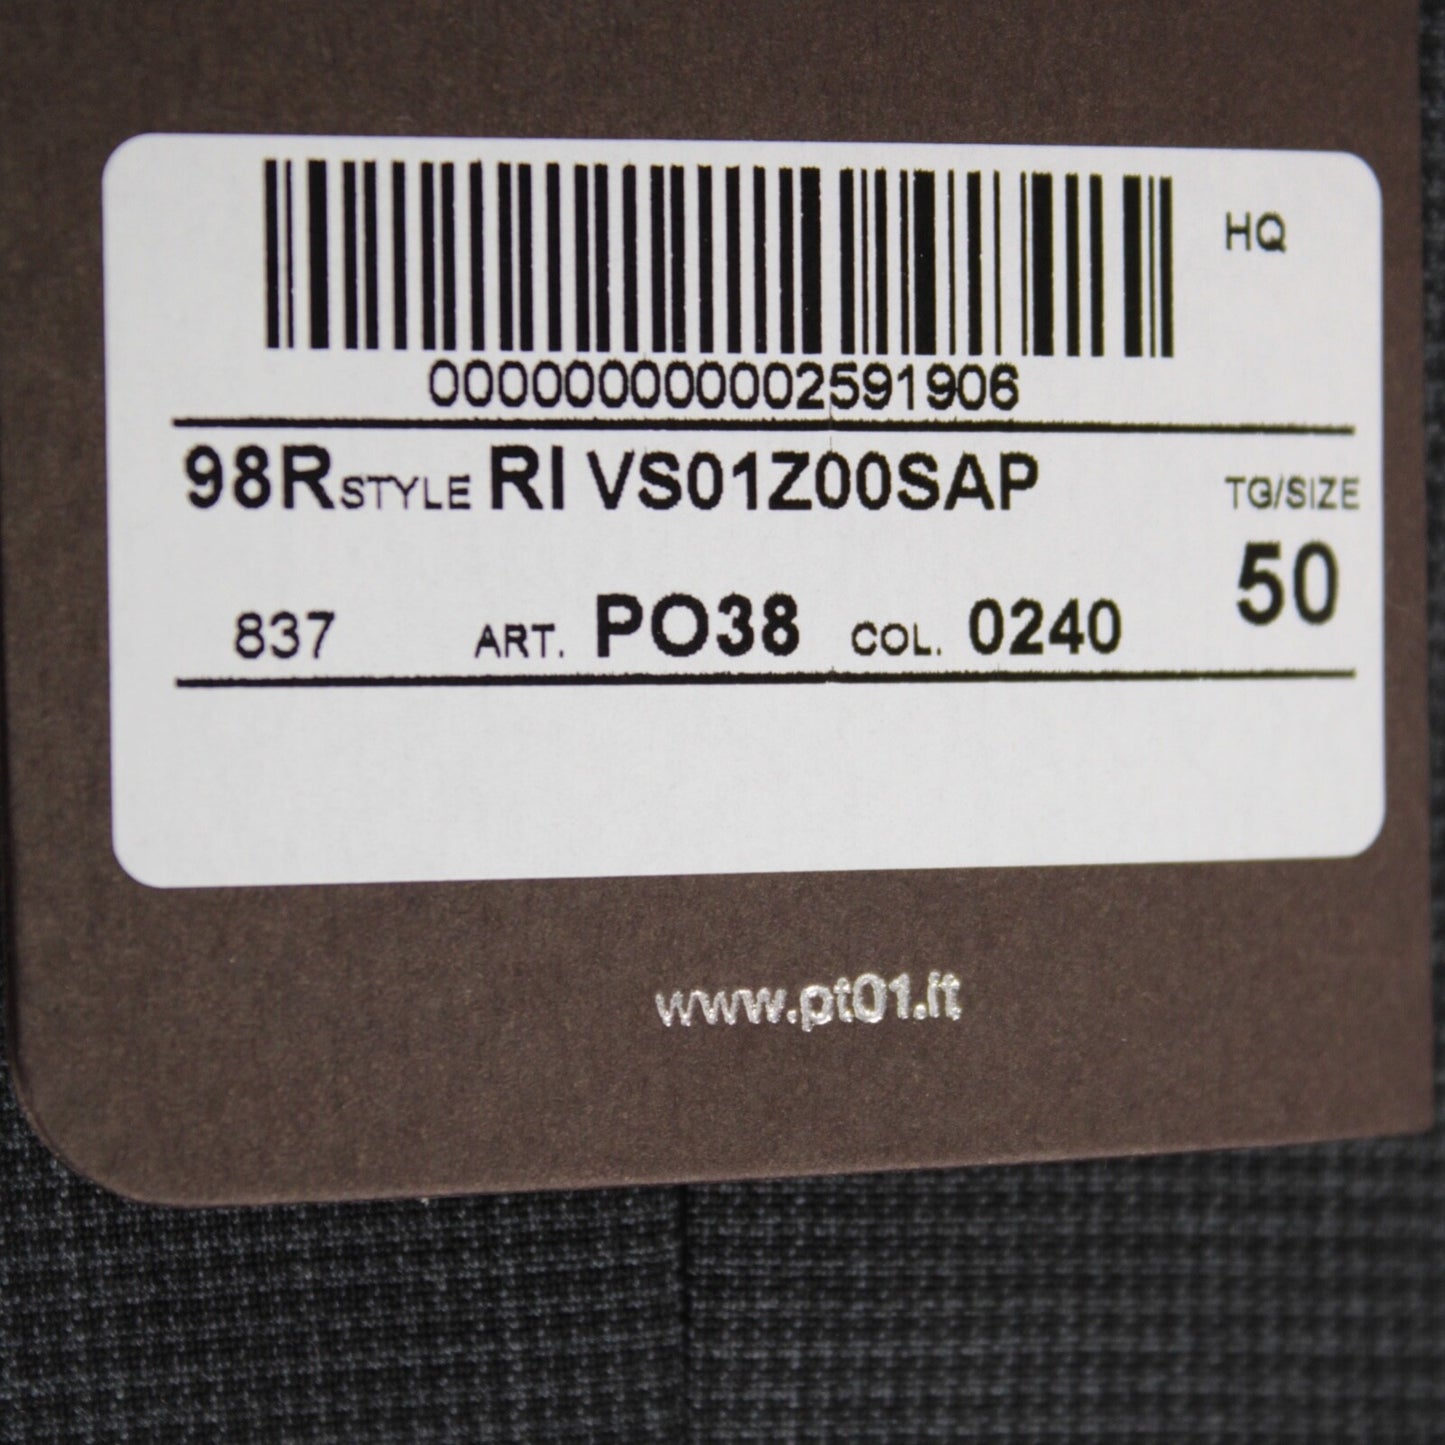 HQ
0000000000002591906
98R STYLE RI VS01Z00SAP TG/SIZE
50
837 ART. PO38 COL. 0240
www.pt01.it